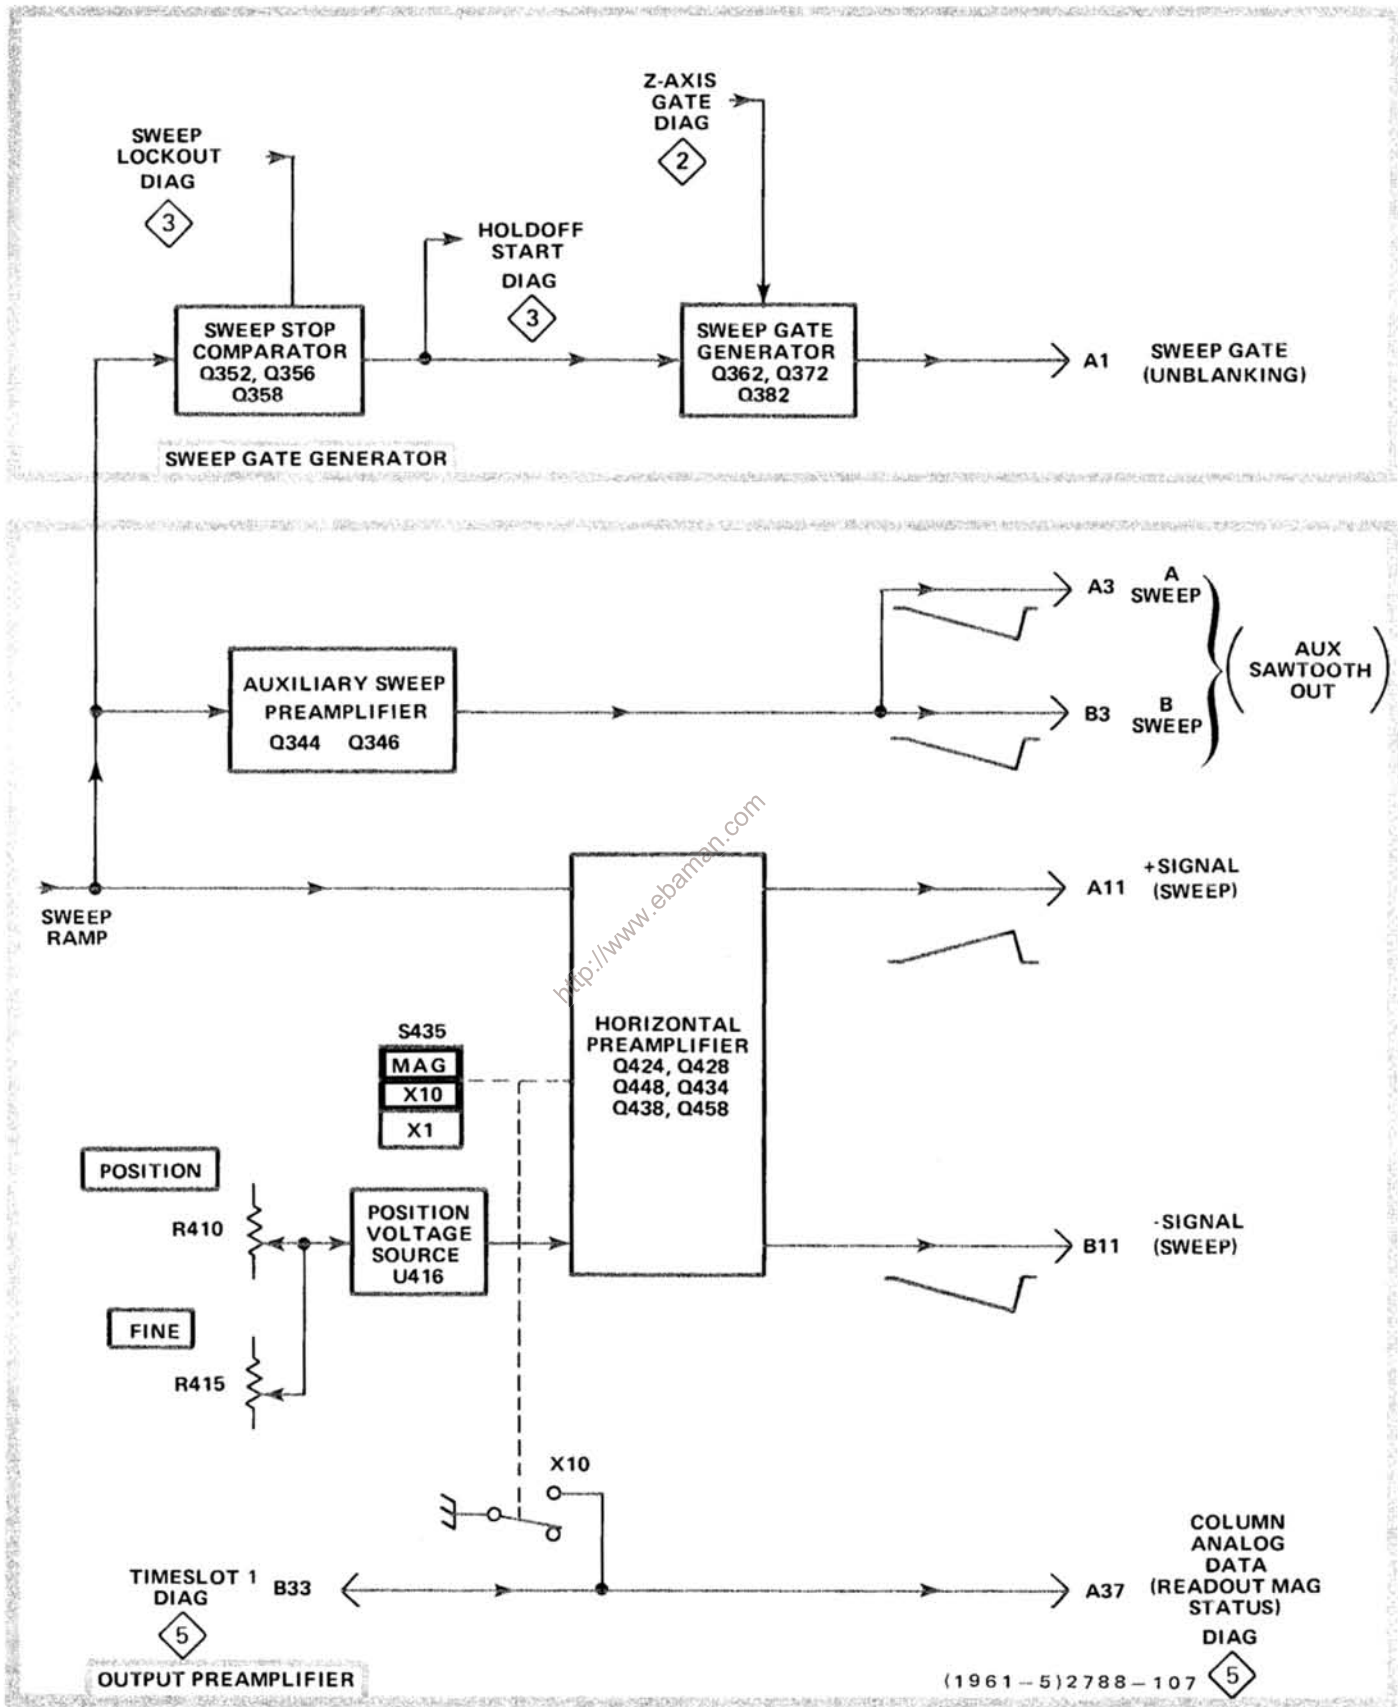 Z-AXIS
GATE
DIAG
2
SWEEP
LOCKOUT
DIAG
3
HOLDOFF
START
DIAG
3
SWEEP STOP
COMPARATOR
Q352, Q356
Q358
SWEEP GATE
GENERATOR
Q362, Q372
Q382
A1
SWEEP GATE
(UNBLANKING)
SWEEP GATE GENERATOR
A3
A
SWEEP
AUX
SAWTOOTH
OUT
AUXILIARY SWEEP
PREAMPLIFIER
Q344 Q346
B3
B
SWEEP
SWEEP
RAMP
A11
+SIGNAL
(SWEEP)
http://www.ebaman.com
HORIZONTAL
PREAMPLIFIER
Q424, Q428
Q448, Q434
Q438, Q458
S435
MAG
X10
X1
POSITION
R410
POSITION
VOLTAGE
SOURCE
U416
B11
-SIGNAL
(SWEEP)
FINE
R415
X10
TIMESLOT 1
DIAG
5
B33
A37
COLUMN
ANALOG
DATA
(READOUT MAG
STATUS)
DIAG
5
OUTPUT PREAMPLIFIER
(1961-5)2788-107